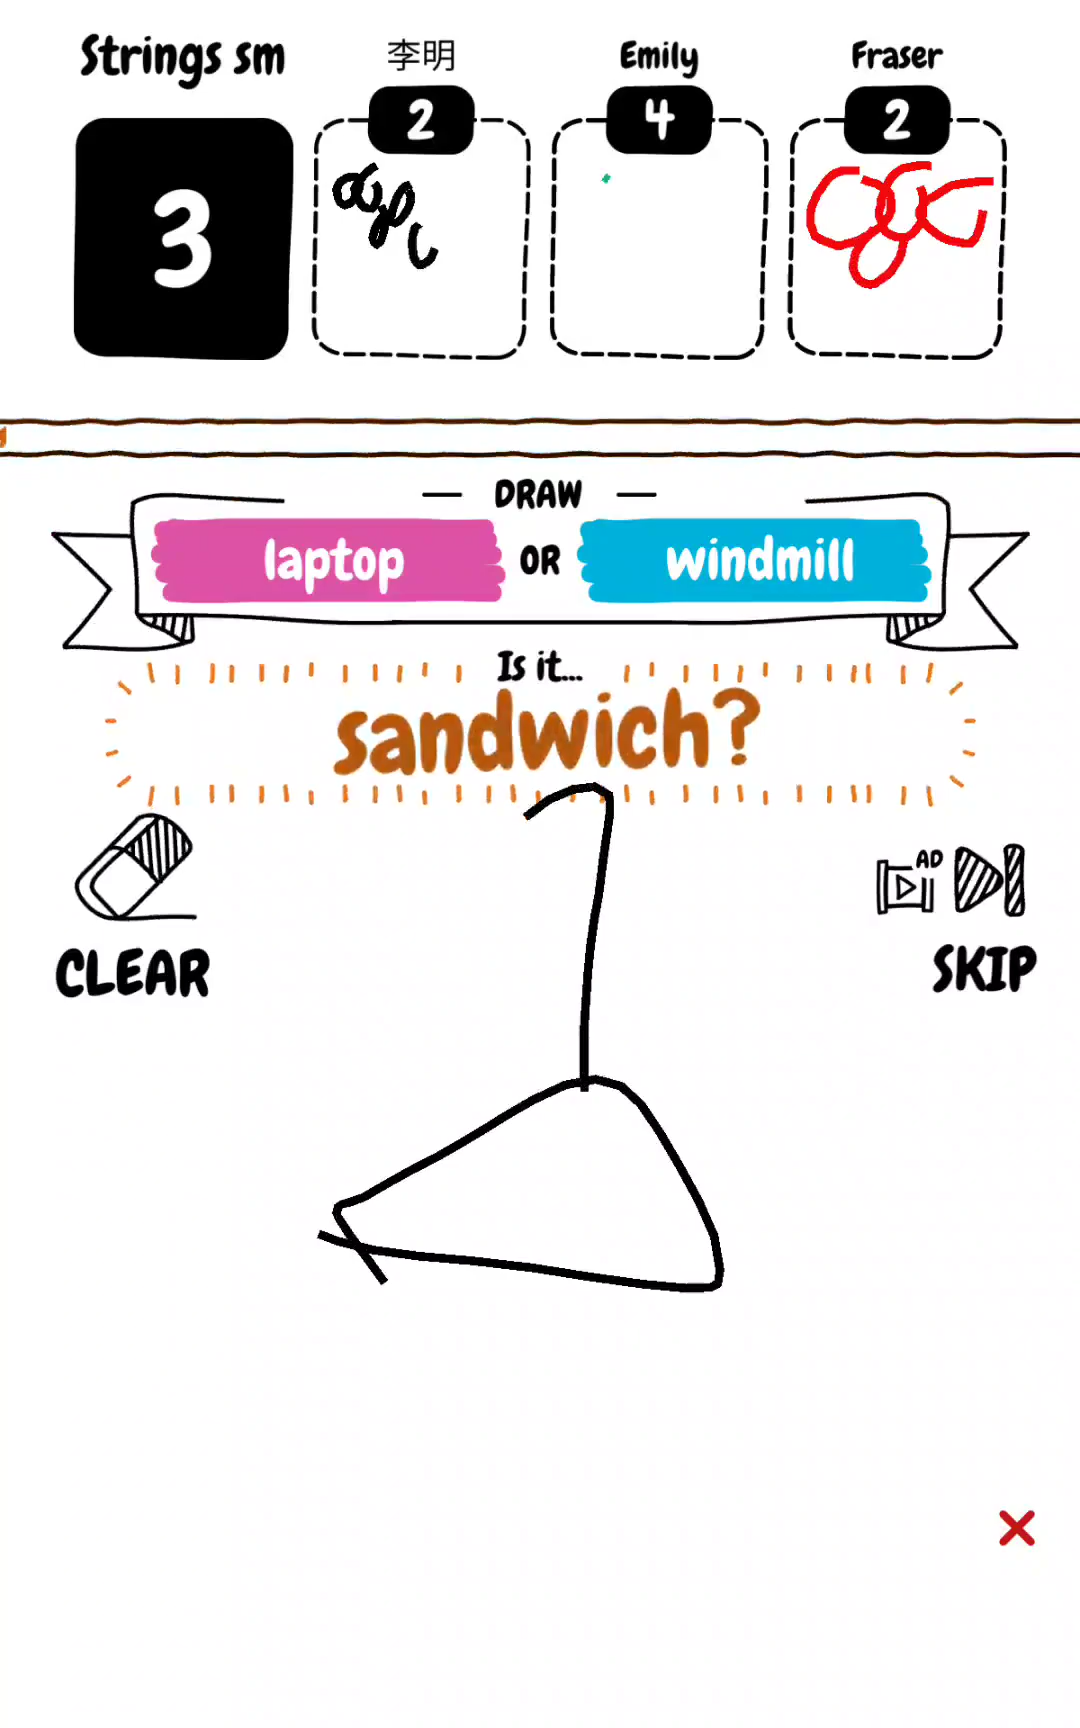 Strings sm
李明
Emily
Fraser
3
2
4
2
DRAW
laptop OR windmill
Is it...
sandwich?
AD
CLEAR
SKIP